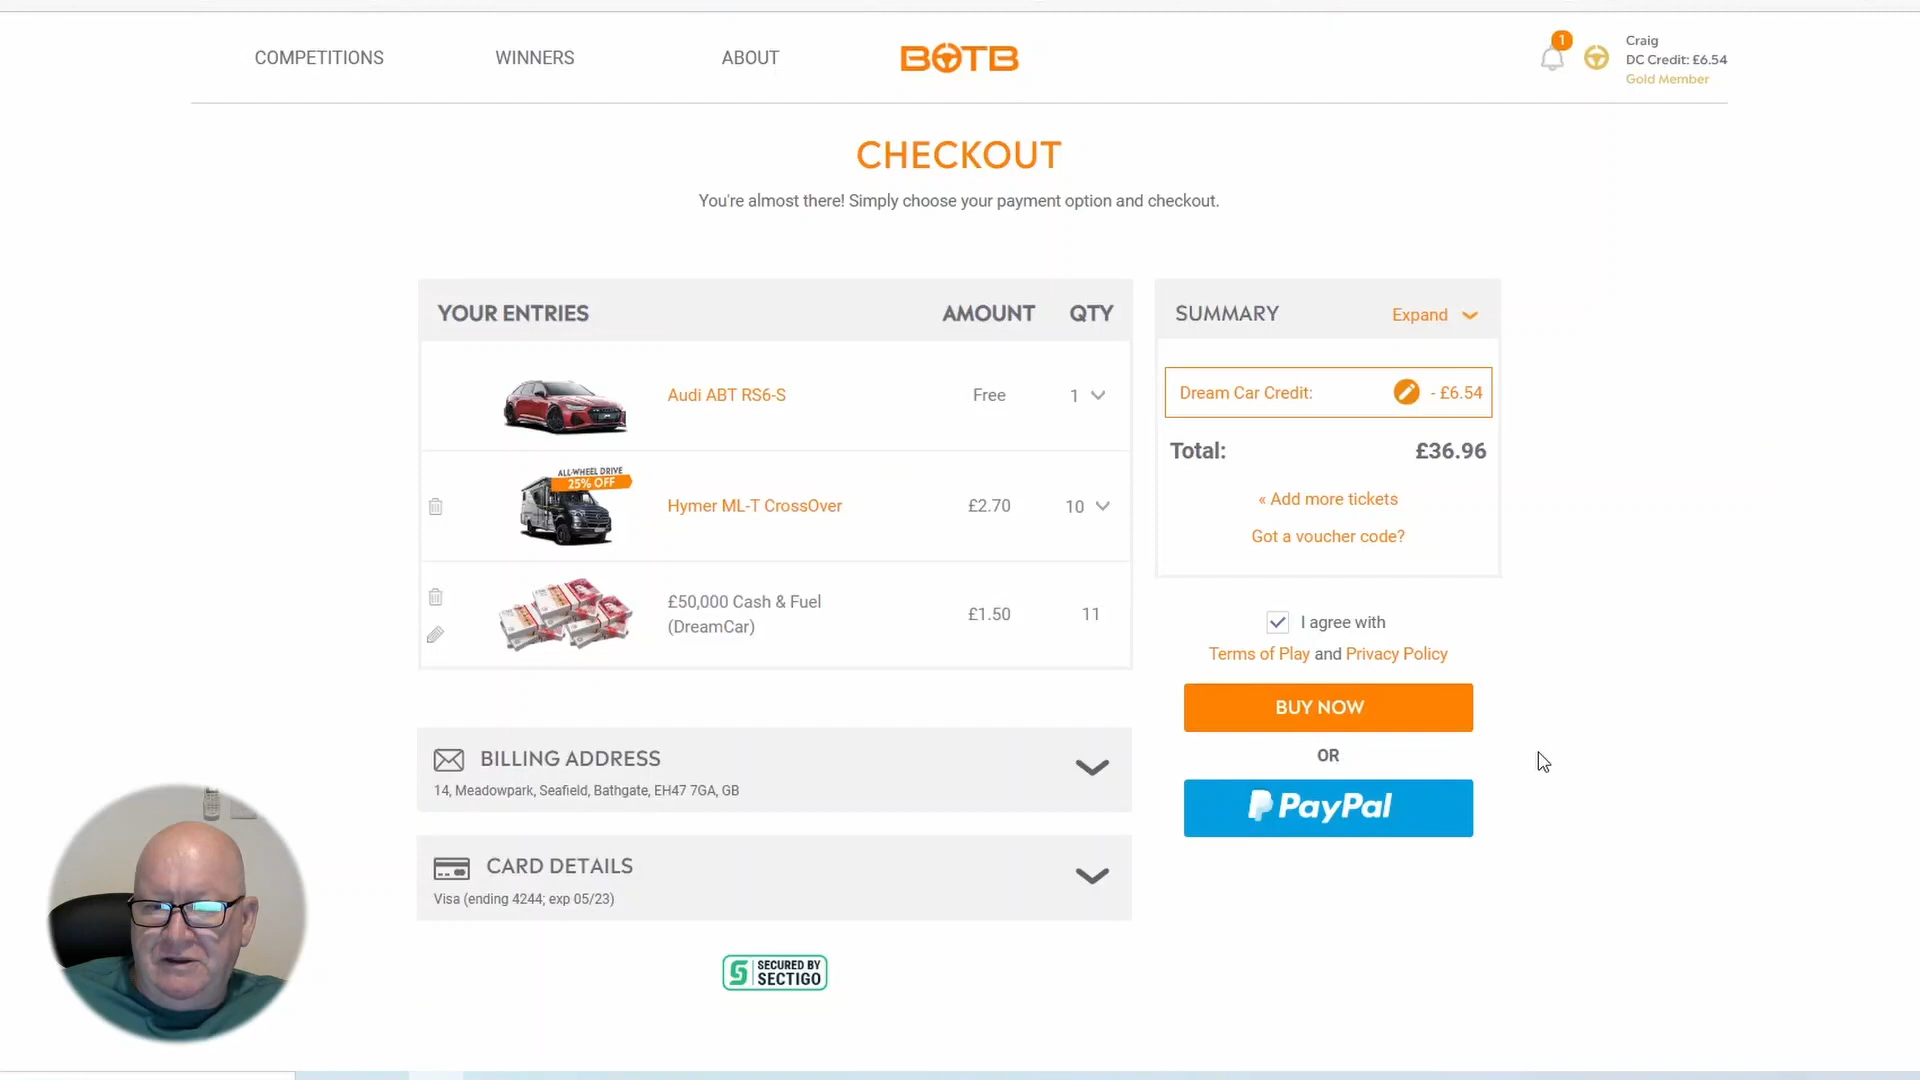 COMPETITIONS
WINNERS
ABOUT
BOTB
1
Craig
DC Credit: £6.54
Gold Member
CHECKOUT
You're almost there! Simply choose your payment option and checkout.
YOUR ENTRIES
AMOUNT
QTY
Audi ABT RS6-S
Free
1
ALL-WHEEL DRIVE
25% OFF
Hymer ML-T CrossOver
£2.70
10
£50,000 Cash & Fuel
(DreamCar)
£1.50
11
SUMMARY
Expand
Dream Car Credit:
- £6.54
Total:
£36.96
« Add more tickets
Got a voucher code?
I agree with
Terms of Play and Privacy Policy
BUY NOW
OR
PayPal
BILLING ADDRESS
14, Meadowpark, Seafield, Bathgate, EH47 7GA, GB
CARD DETAILS
Visa (ending 4244; exp 05/23)
SECURED BY
SECTIGO